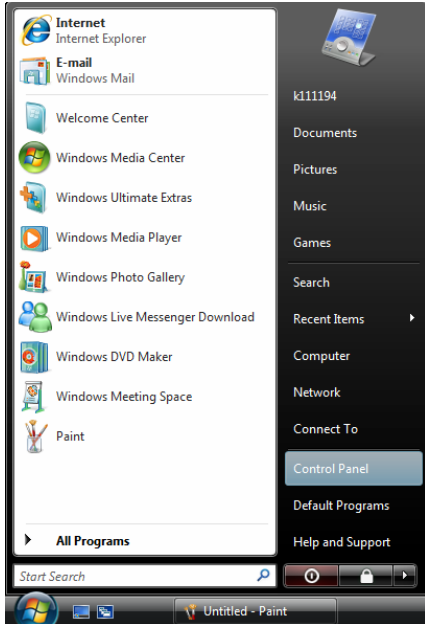 Internet
Internet Explorer
E-mail
Windows Mail
Welcome Center
Windows Media Center
Windows Ultimate Extras
Windows Media Player
Windows Photo Gallery
Windows Live Messenger Download
Windows DVD Maker
Windows Meeting Space
Paint
All Programs
Start Search
k111194
Documents
Pictures
Music
Games
Search
Recent Items
Computer
Network
Connect To
Control Panel
Default Programs
Help and Support
Untitled - Paint